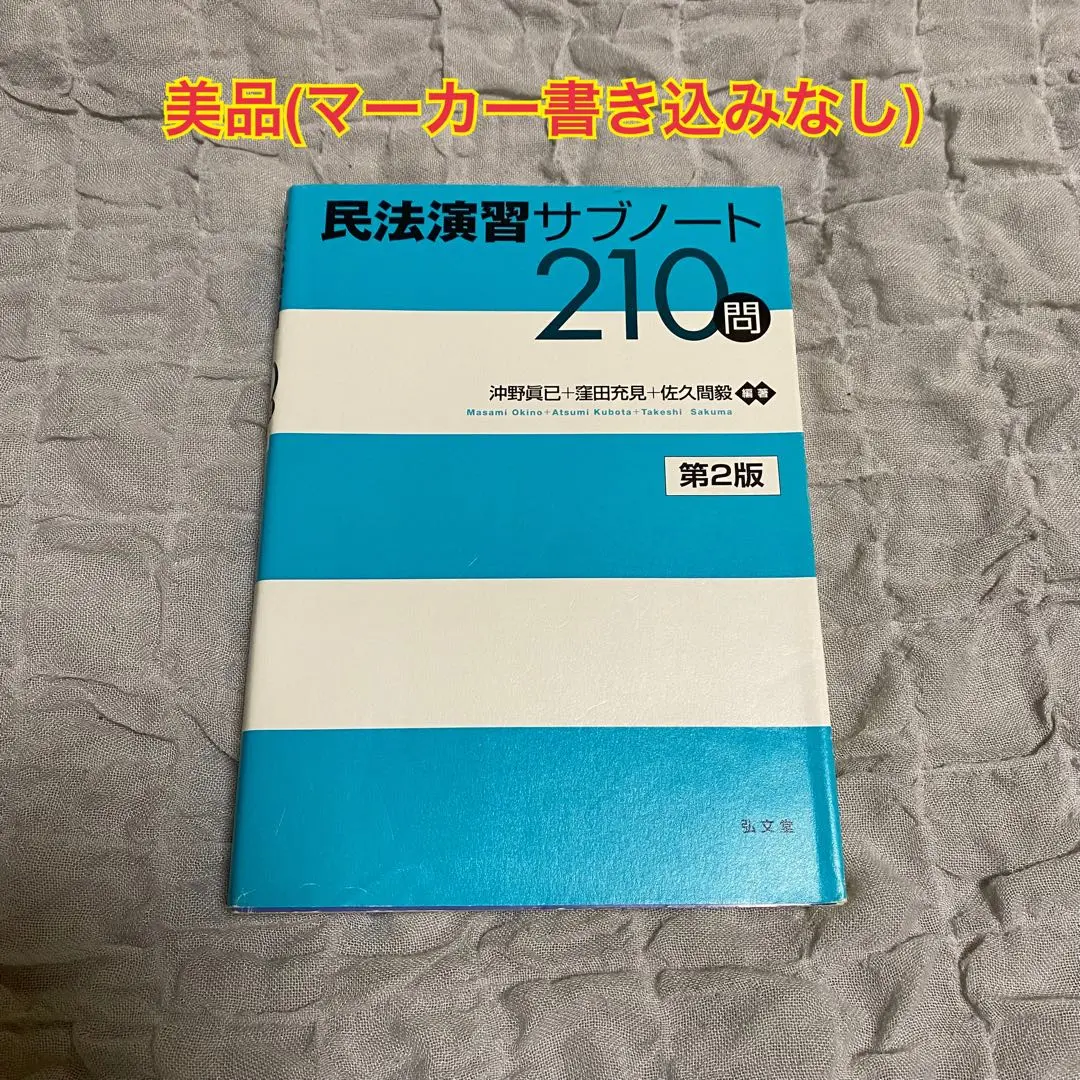 美品(マーカー書き込みなし)
民法演習サブノート
210問
沖野眞已+窪田充見+佐久間毅 編著
Masami Okino+Atsumi Kubota+Takeshi Sakuma
第2版
弘文堂